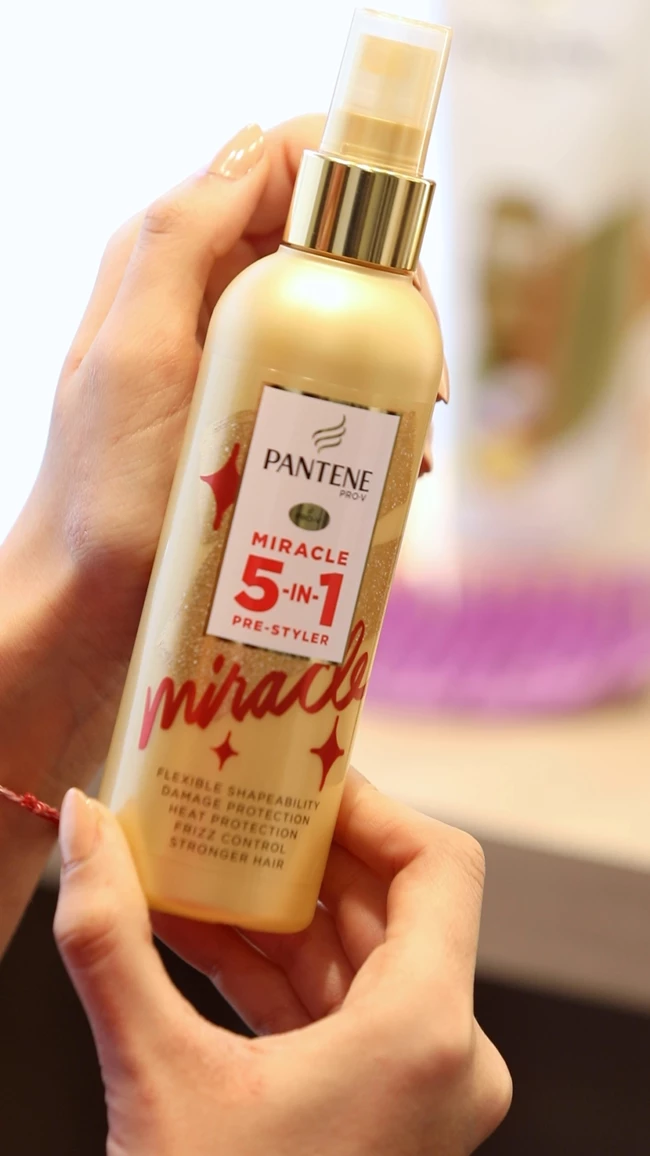 PANTENE
PRO-V
MIRACLE
5-IN-1
PRE-STYLER
miracle
FLEXIBLE SHAPEABILITY
DAMAGE PROTECTION
HEAT PROTECTION
FRIZZ CONTROL
STRONGER HAIR